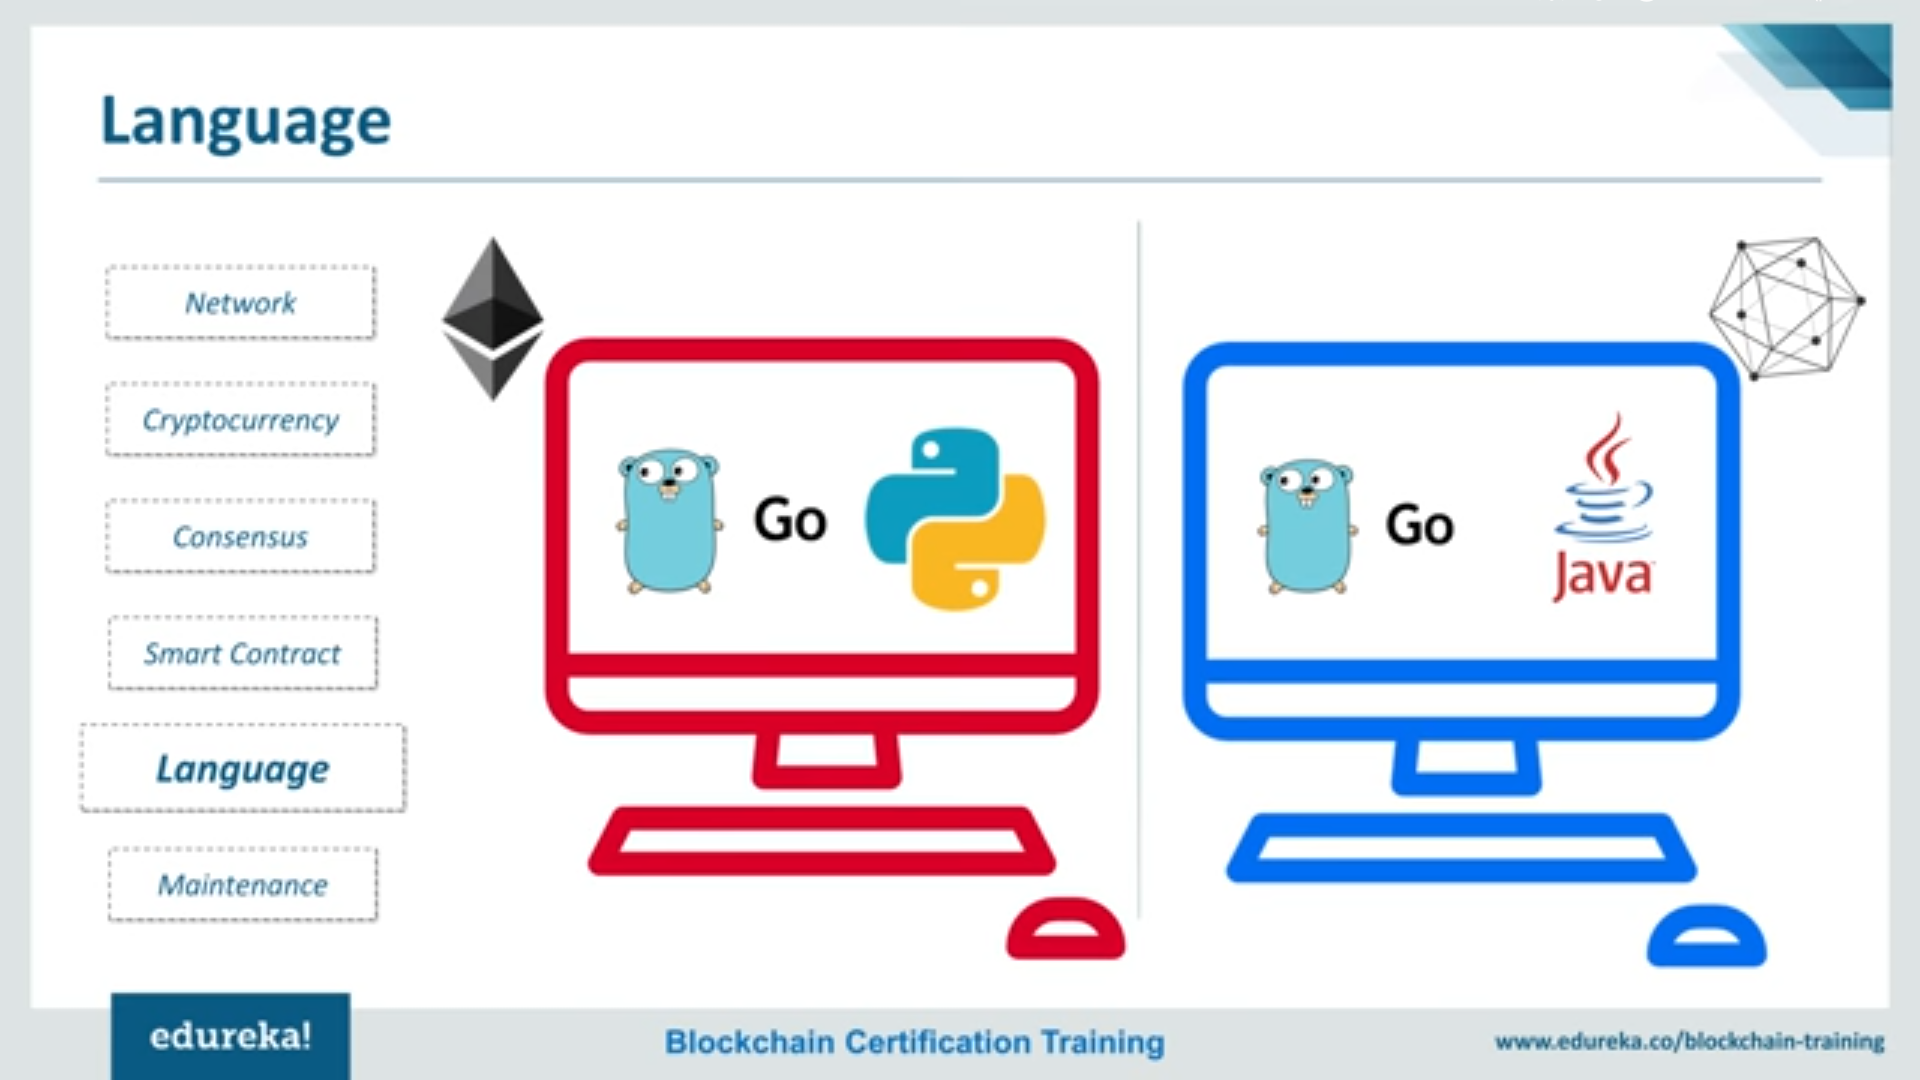 Language
Network
Cryptocurrency
Consensus
Smart Contract
Language
Maintenance
Go
Go
Java
edureka!
Blockchain Certification Training
www.edureka.co/blockchain-training